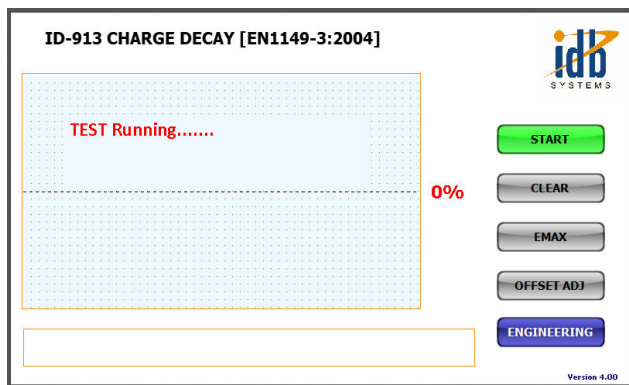 ID-913 CHARGE DECAY [EN1149-3:2004]
idb
SYSTEMS
TEST Running.......
0%
START
CLEAR
EMAX
OFFSET ADJ
ENGINEERING
Version 4.00